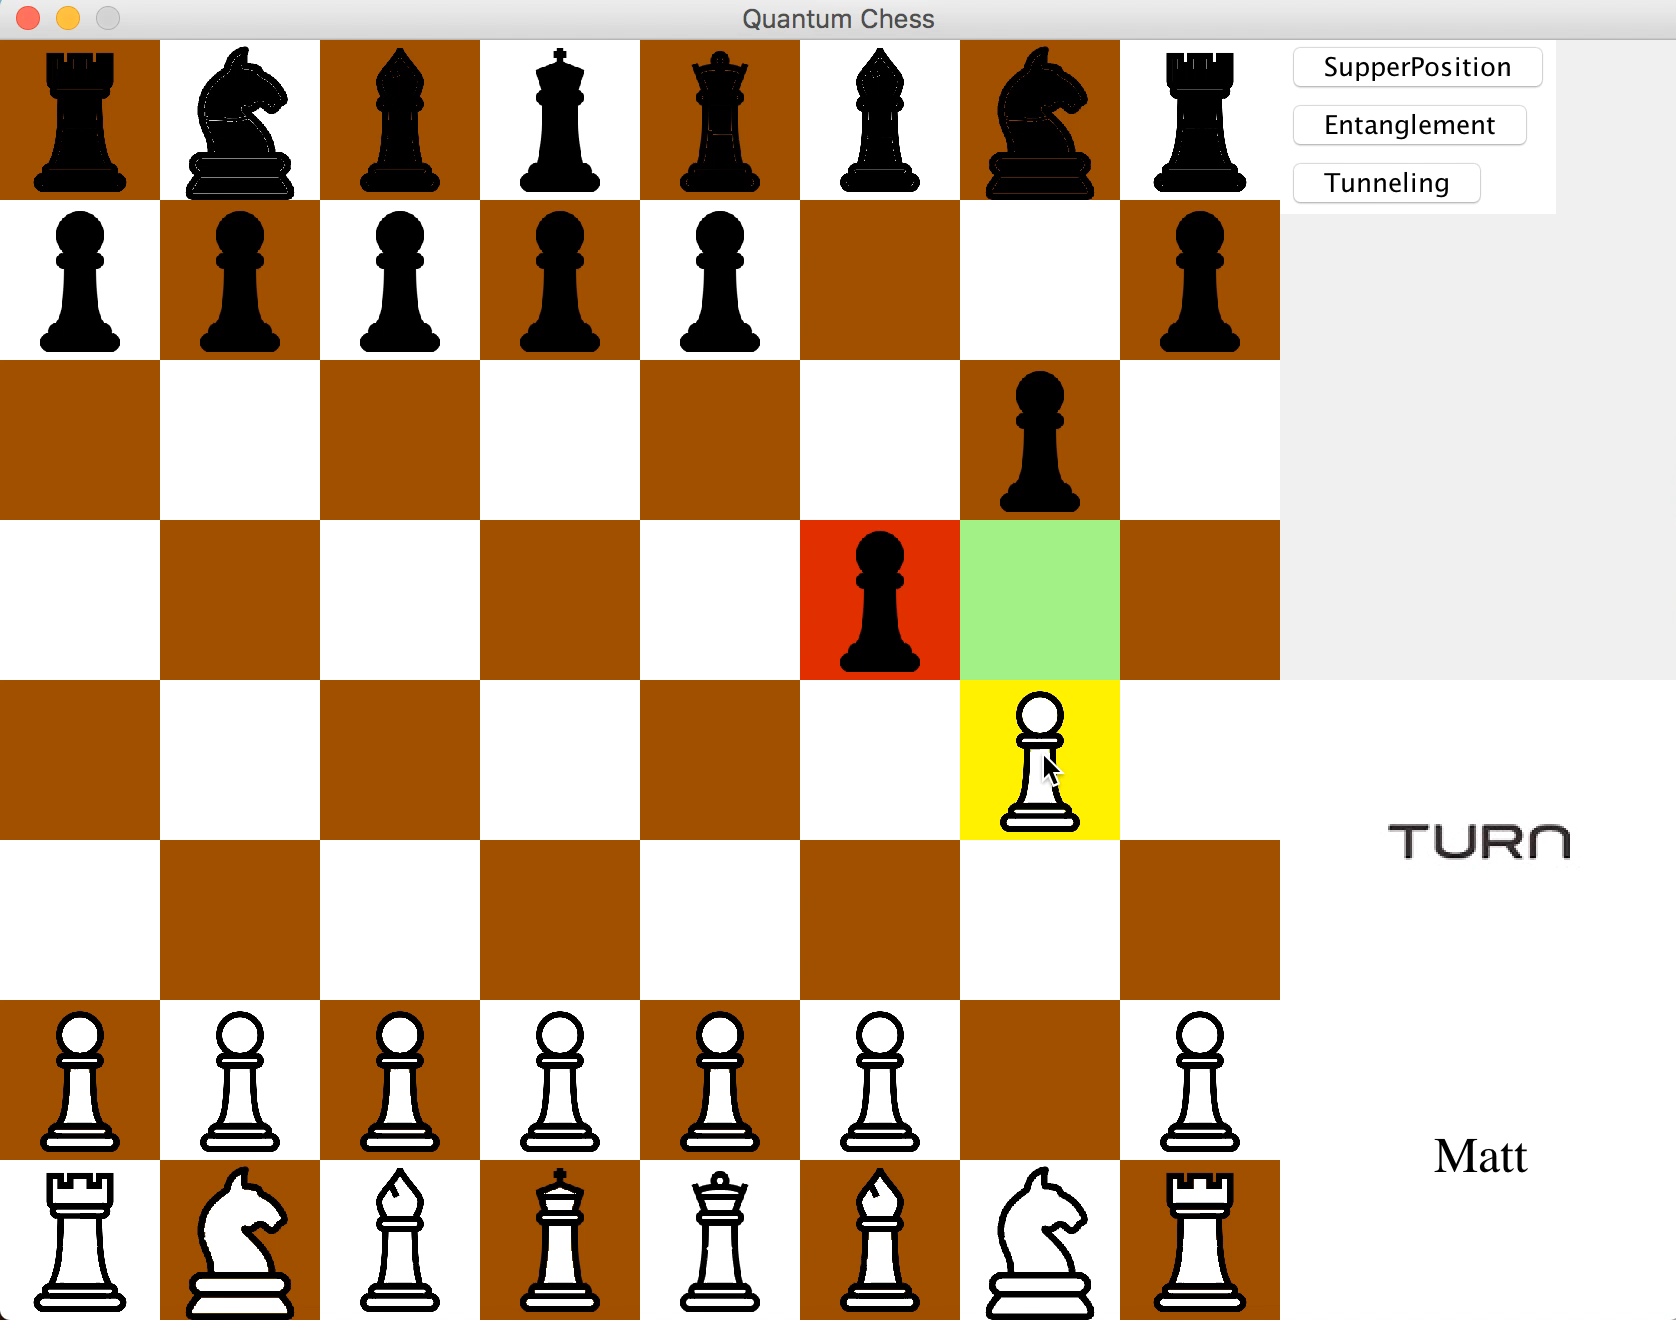 Quantum Chess
SupperPosition
Entanglement
Tunneling
TURN
Matt